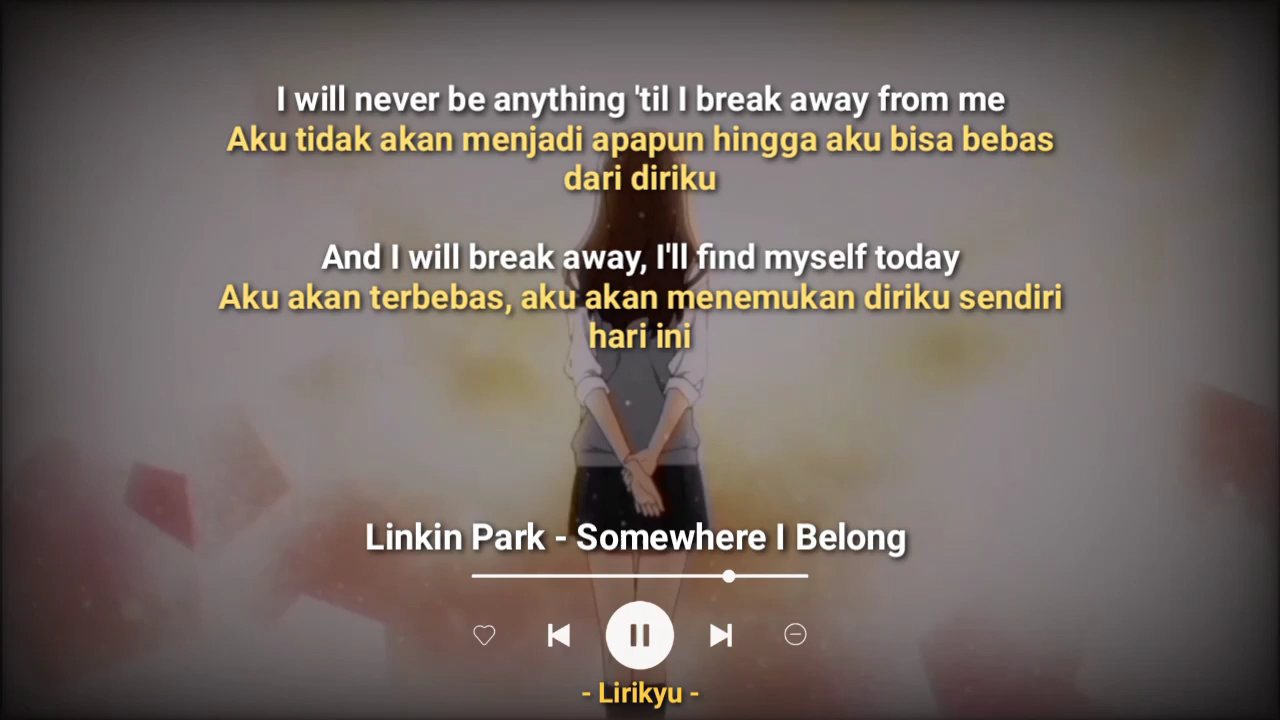 I will never be anything 'til I break away from me
Aku tidak akan menjadi apapun hingga aku bisa bebas
dari diriku
And I will break away, I'll find myself today
Aku akan terbebas, aku akan menemukan diriku sendiri
hari ini
Linkin Park - Somewhere I Belong
- Lirikyu -